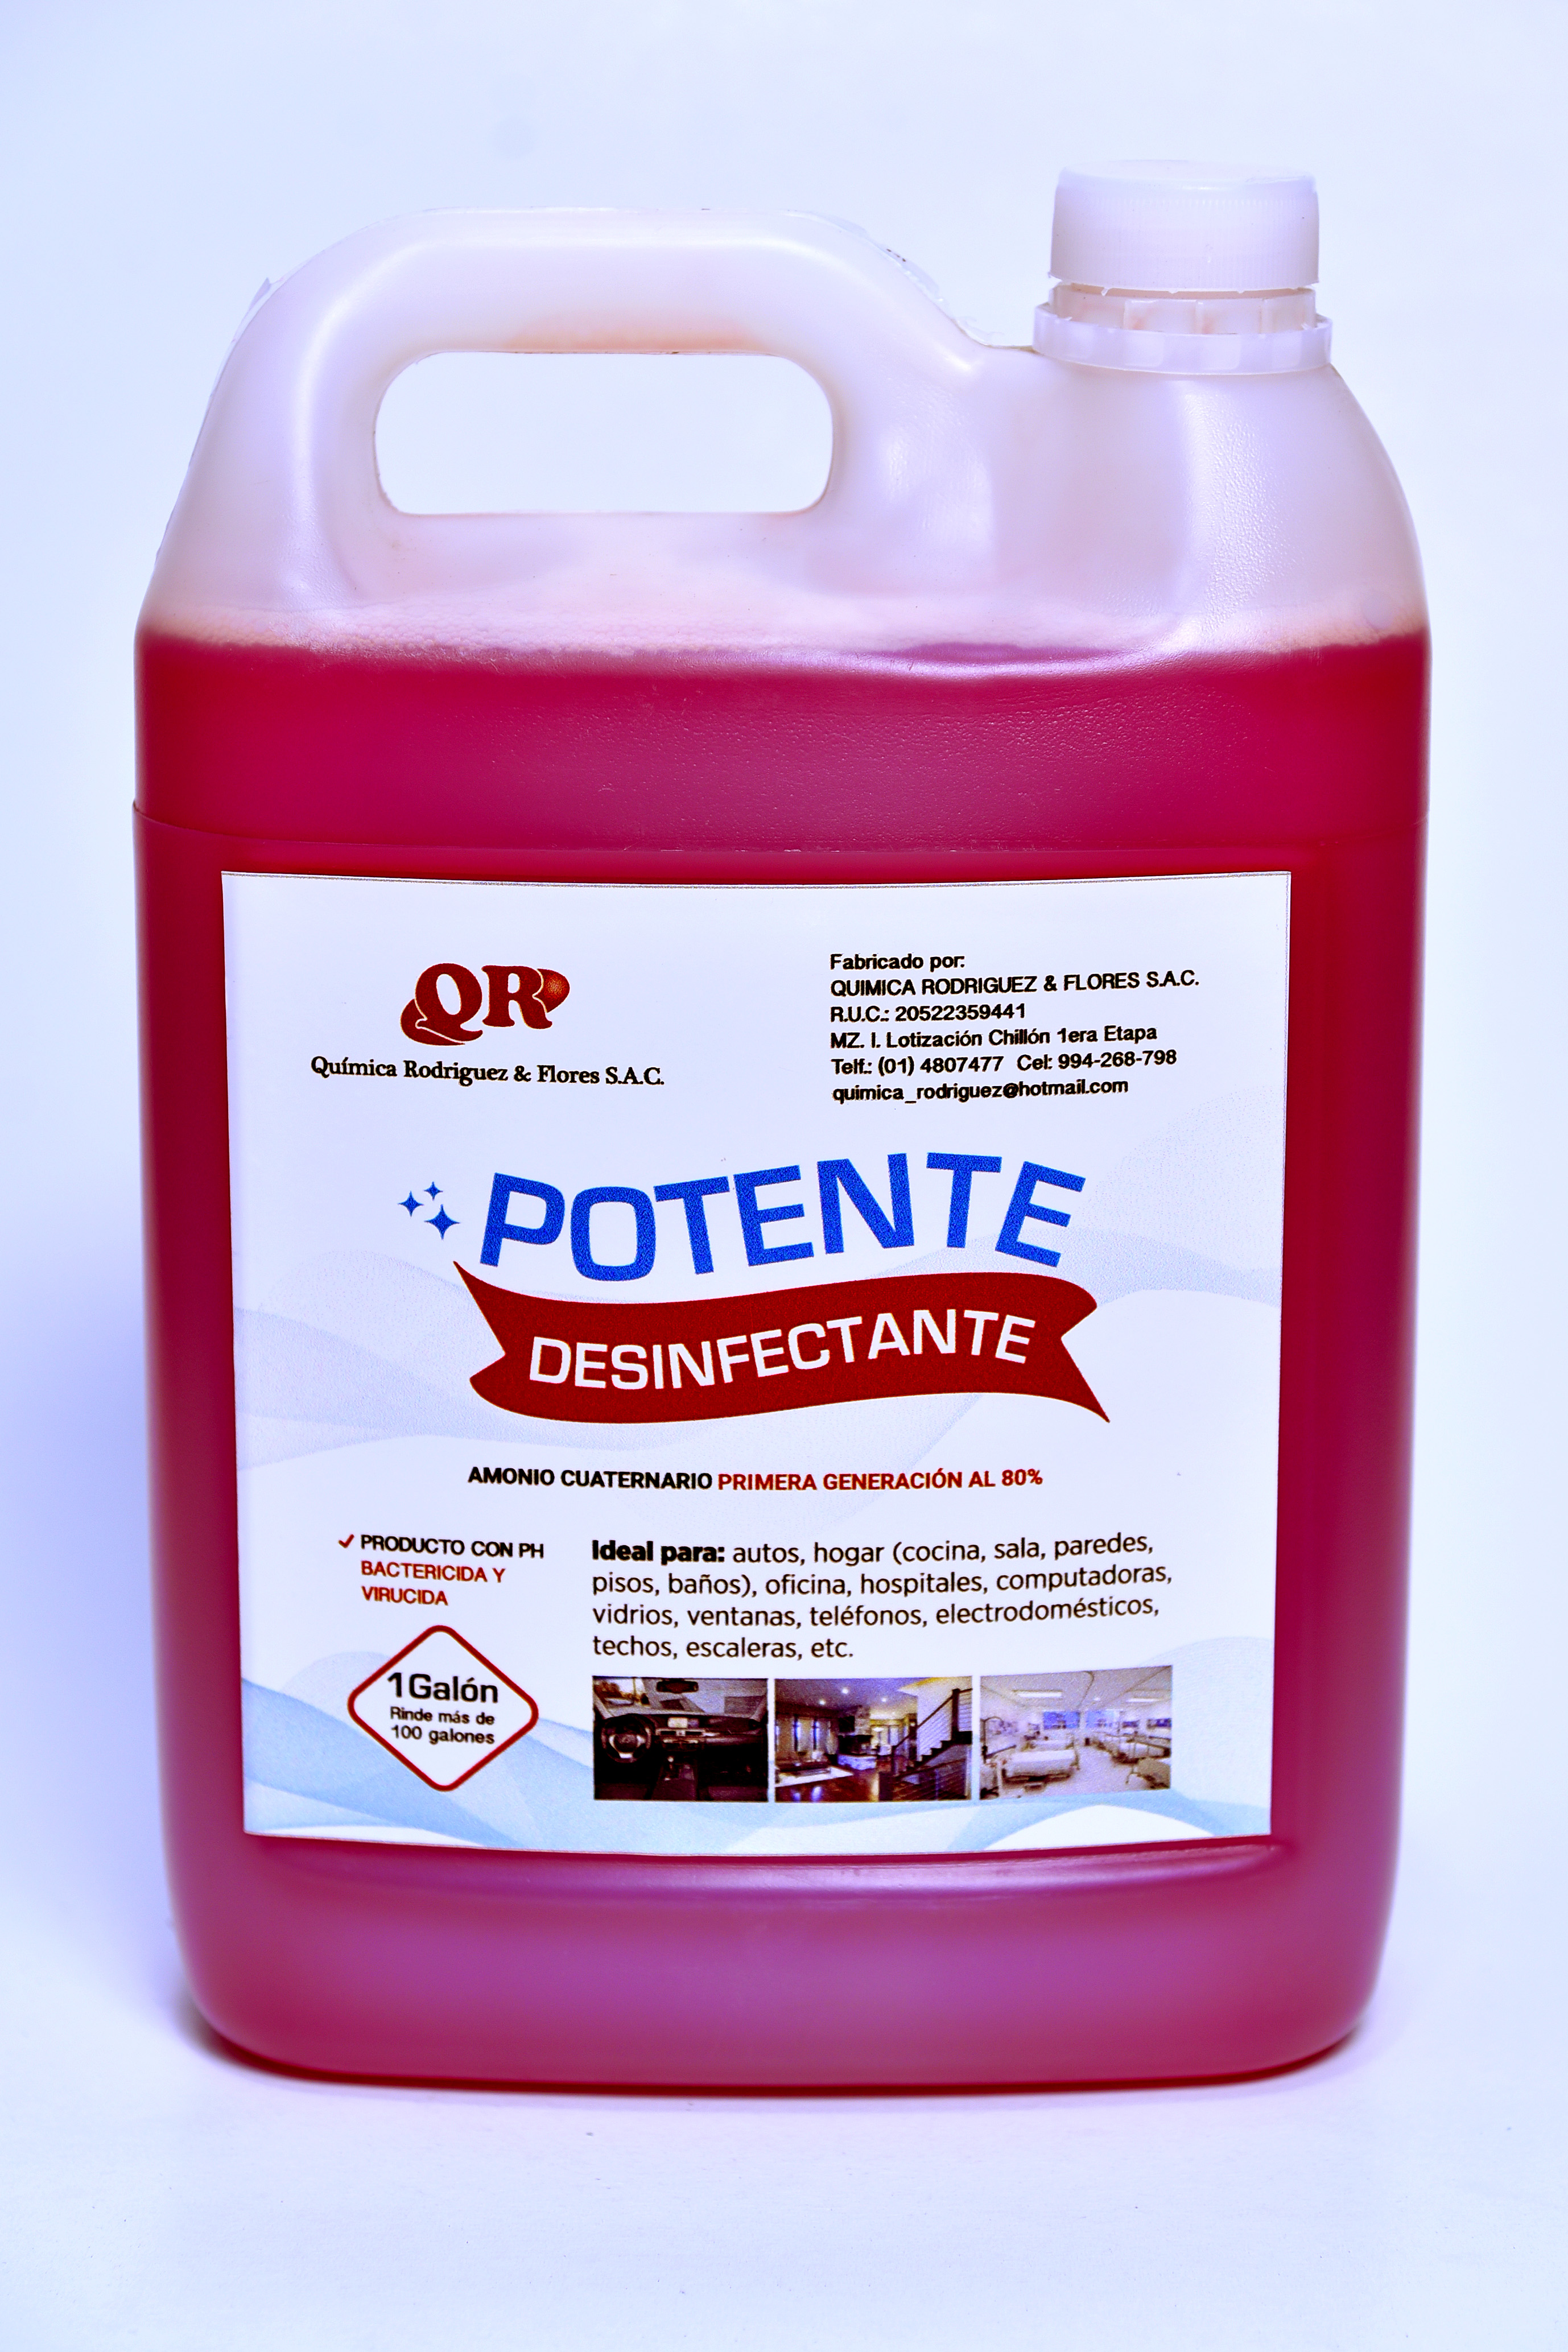 QR
Química Rodriguez & Flores S.A.C.
Fabricado por:
QUIMICA RODRIGUEZ & FLORES S.A.C.
R.U.C.: 20522359441
MZ. I. Lotización Chillón 1era Etapa
Telf.: (01) 4807477 Cel: 994-268-798
quimica_rodriguez@hotmail.com
POTENTE
DESINFECTANTE
AMONIO CUATERNARIO PRIMERA GENERACIÓN AL 80%
PRODUCTO CON PH
BACTERICIDA Y
VIRUCIDA
1Galón
Rinde más de
100 galones
Ideal para: autos, hogar (cocina, sala, paredes,
pisos, baños), oficina, hospitales, computadoras,
vidrios, ventanas, teléfonos, electrodomésticos,
techos, escaleras, etc.